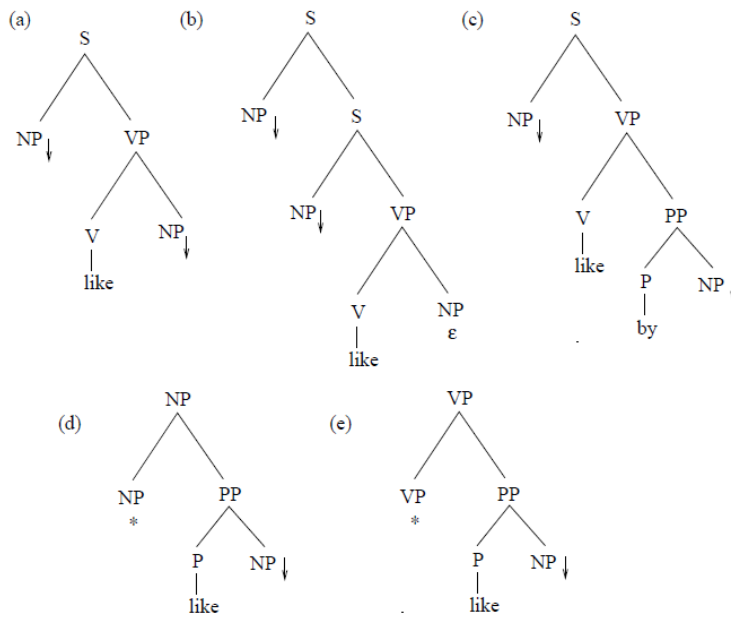 (a) (b) (c)
S S S
NP↓ VP NP↓ S NP↓ VP
V NP↓ NP↓ VP V PP
like V NP like P NP
ε
like by
(d) NP (e) VP
NP PP VP PP
* *
P NP↓ P NP↓
like like